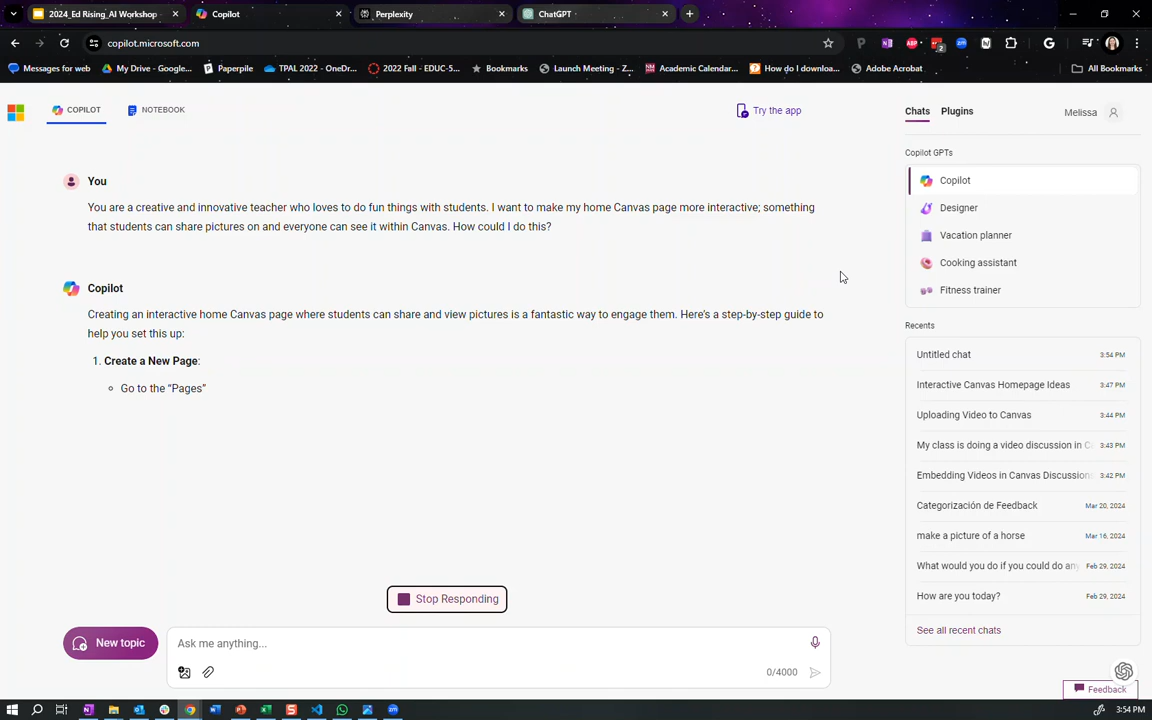 2024_Ed Rising_AI Workshop
Copilot
Perplexity
ChatGPT
copilot.microsoft.com
2
Messages for web
My Drive - Google...
Paperpile
TPAL 2022 - OneDr...
2022 Fall - EDUC-5...
Bookmarks
Launch Meeting - Z...
Academic Calendar...
How do I downloa...
Adobe Acrobat
All Bookmarks
COPILOT
NOTEBOOK
Try the app
Chats Plugins
Melissa
You
You are a creative and innovative teacher who loves to do fun things with students. I want to make my home Canvas page more interactive; something
that students can share pictures on and everyone can see it within Canvas. How could I do this?
Copilot
Creating an interactive home Canvas page where students can share and view pictures is a fantastic way to engage them. Here's a step-by-step guide to
help you set this up:
1. Create a New Page:
Go to the “Pages”
Stop Responding
New topic
Ask me anything...
0/4000
Copilot GPTs
Copilot
Designer
Vacation planner
Cooking assistant
Fitness trainer
Recents
Untitled chat 3:54 PM
Interactive Canvas Homepage Ideas 3:47 PM
Uploading Video to Canvas 3:44 PM
My class is doing a video discussion in C 3:43 PM
Embedding Videos in Canvas Discussions 3:42 PM
Categorización de Feedback Mar 20, 2024
make a picture of a horse Mar 16, 2024
What would you do if you could do any Feb 29, 2024
How are you today? Feb 29, 2024
See all recent chats
Feedback
3:54 PM